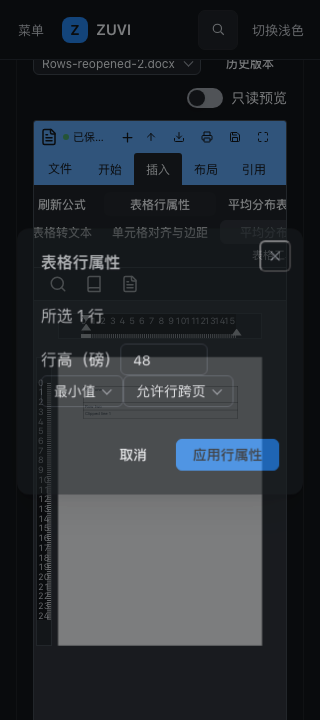 菜单 Z ZUVI 切换浅色
Rows-reopened-2.docx 历史版本
只读预览
已保...
文件 开始 插入 布局 引用
刷新公式 表格行属性 平均分布表
表格转文本 单元格对齐与边距 平均分布
表格行属性
所选 1 行
行高（磅） 48
最小值 允许行跨页
取消 应用行属性